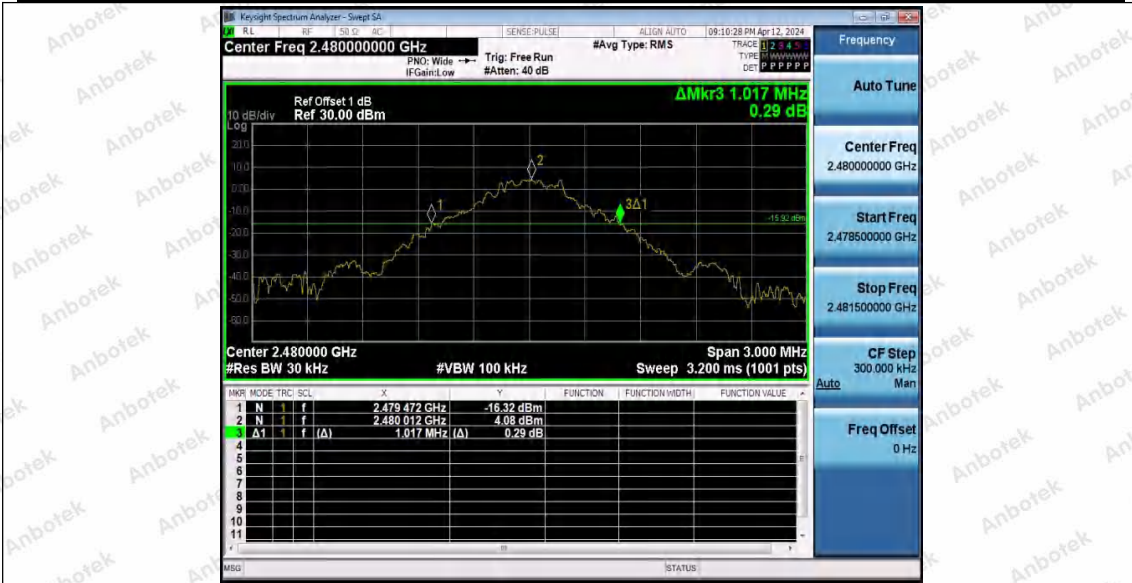 Keysight Spectrum Analyzer - Swept SA
RL RF 50 Ω AC SENSE:PULSE ALIGN AUTO 09:10:28 PM Apr 12, 2024
Center Freq 2.480000000 GHz
#Avg Type: RMS
TRACE 1 2 3 4 5 6
PNO: Wide Trig: Free Run
TYPE M WWWWW
IFGain:Low #Atten: 40 dB
DET P P P P P P
Frequency
Auto Tune
Center Freq
2.480000000 GHz
Start Freq
2.478500000 GHz
Stop Freq
2.481500000 GHz
CF Step
300.000 kHz
Auto Man
Freq Offset
0 Hz
ΔMkr3 1.017 MHz
0.29 dB
Ref Offset 1 dB
10 dB/div Ref 30.00 dBm
Log
20.0
10.0
0.00
-10.0
-20.0
-30.0
-40.0
-50.0
-60.0
1
2
3Δ1
-15.92 dBm
Center 2.480000 GHz Span 3.000 MHz
#Res BW 30 kHz #VBW 100 kHz Sweep 3.200 ms (1001 pts)
MKR MODE TRC SCL X Y FUNCTION FUNCTION WIDTH FUNCTION VALUE
1 N 1 f 2.479 472 GHz -16.32 dBm
2 N 1 f 2.480 012 GHz 4.08 dBm
3 Δ1 1 f (Δ) 1.017 MHz (Δ) 0.29 dB
4
5
6
7
8
9
10
11
MSG STATUS
Anbotek